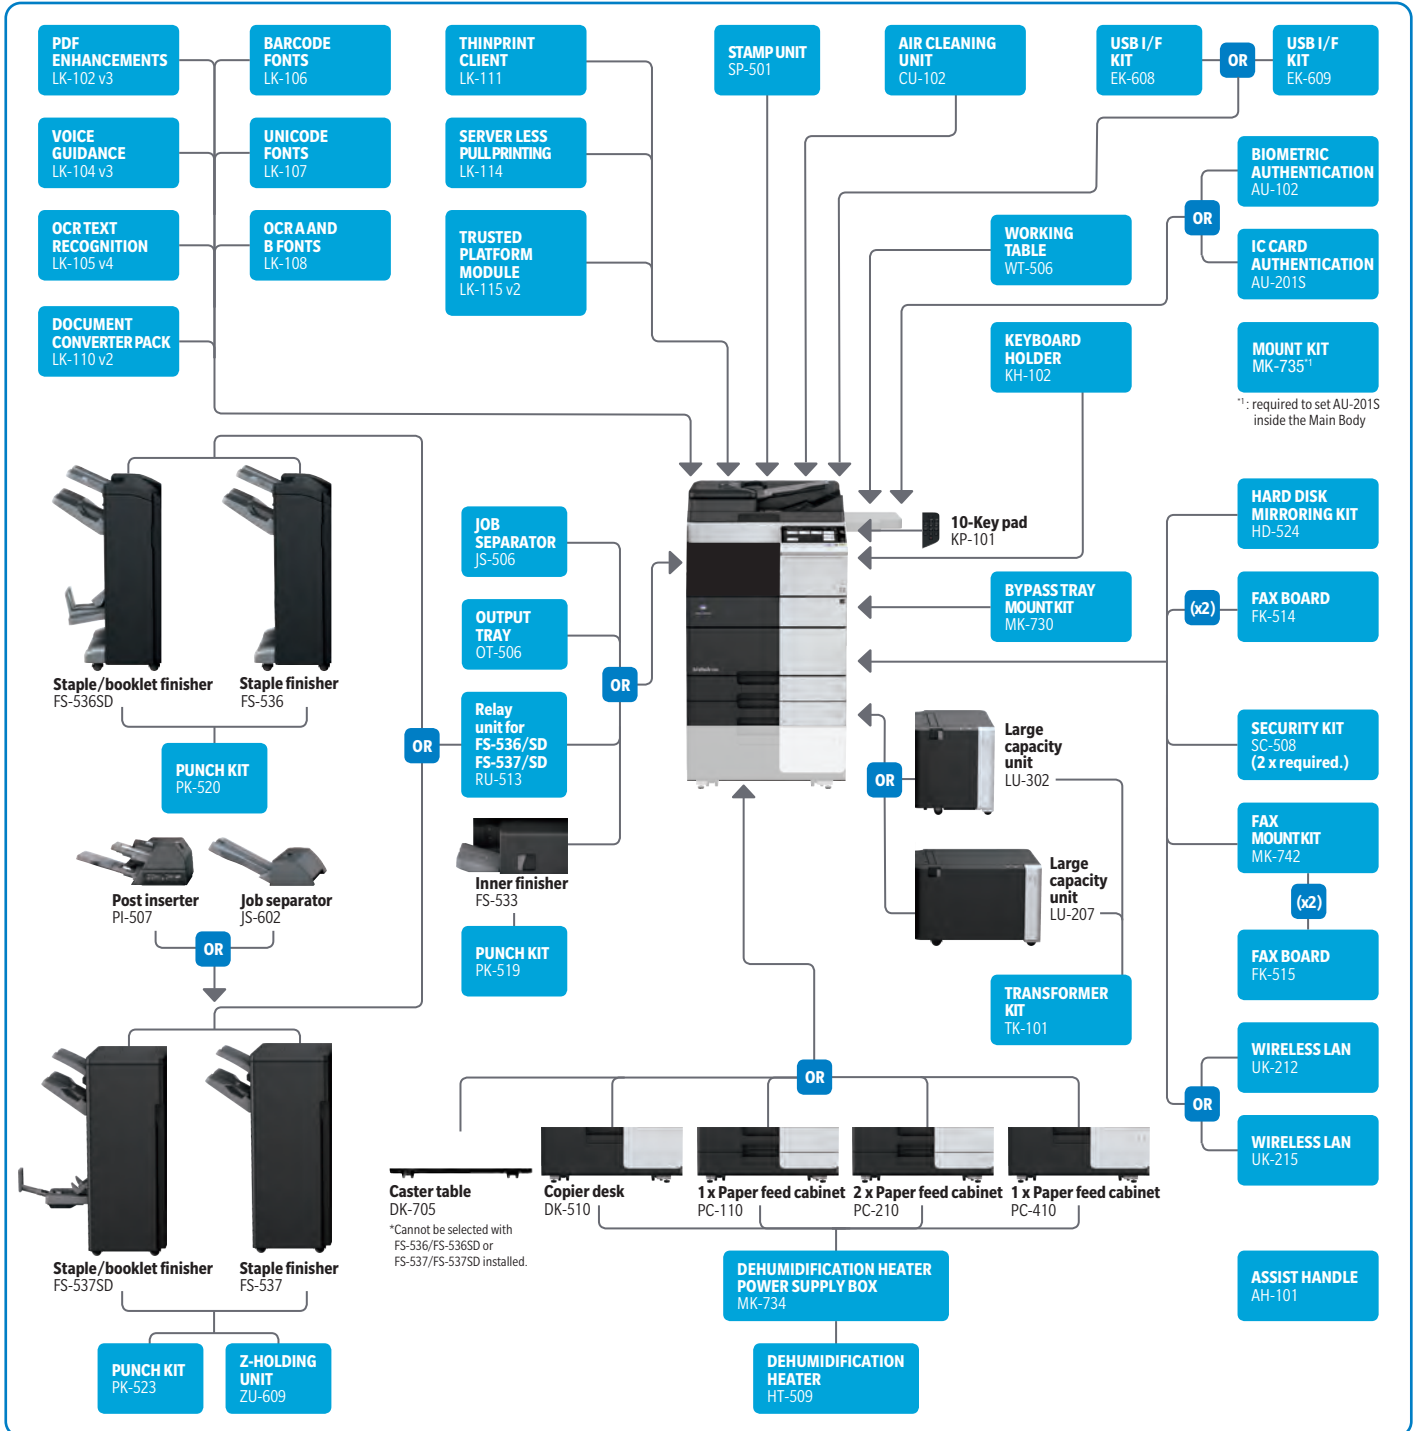 PDF
ENHANCEMENTS
LK-102 v3
BARCODE
FONTS
LK-106
THINPRINT
CLIENT
LK-111
STAMP UNIT
SP-501
AIR CLEANING
UNIT
CU-102
USB I/F
KIT
EK-608
OR
USB I/F
KIT
EK-609
VOICE
GUIDANCE
LK-104 v3
UNICODE
FONTS
LK-107
SERVER LESS
PULL PRINTING
LK-114
BIOMETRIC
AUTHENTICATION
AU-102
OR
IC CARD
AUTHENTICATION
AU-201S
OCR TEXT
RECOGNITION
LK-105 v4
OCR A AND
B FONTS
LK-108
TRUSTED
PLATFORM
MODULE
LK-115 v2
WORKING
TABLE
WT-506
DOCUMENT
CONVERTER PACK
LK-110 v2
KEYBOARD
HOLDER
KH-102
MOUNT KIT
MK-735*1
*1 : required to set AU-201S
inside the Main Body
Staple/booklet finisher
FS-536SD
Staple finisher
FS-536
PUNCH KIT
PK-520
JOB
SEPARATOR
JS-506
OUTPUT
TRAY
OT-506
OR
OR
Relay
unit for
FS-536/SD
FS-537/SD
RU-513
10-Key pad
KP-101
BYPASS TRAY
MOUNT KIT
MK-730
HARD DISK
MIRRORING KIT
HD-524
(x2)
FAX BOARD
FK-514
SECURITY KIT
SC-508
(2 x required.)
FAX
MOUNT KIT
MK-742
(x2)
FAX BOARD
FK-515
OR
Large
capacity
unit
LU-302
Large
capacity
unit
LU-207
TRANSFORMER
KIT
TK-101
Post inserter
PI-507
Job separator
JS-602
OR
Inner finisher
FS-533
PUNCH KIT
PK-519
WIRELESS LAN
UK-212
OR
WIRELESS LAN
UK-215
OR
Caster table
DK-705
*Cannot be selected with
FS-536/FS-536SD or
FS-537/FS-537SD installed.
Copier desk
DK-510
1 x Paper feed cabinet
PC-110
2 x Paper feed cabinet
PC-210
1 x Paper feed cabinet
PC-410
Staple/booklet finisher
FS-537SD
Staple finisher
FS-537
DEHUMIDIFICATION HEATER
POWER SUPPLY BOX
MK-734
ASSIST HANDLE
AH-101
PUNCH KIT
PK-523
Z-HOLDING
UNIT
ZU-609
DEHUMIDIFICATION
HEATER
HT-509